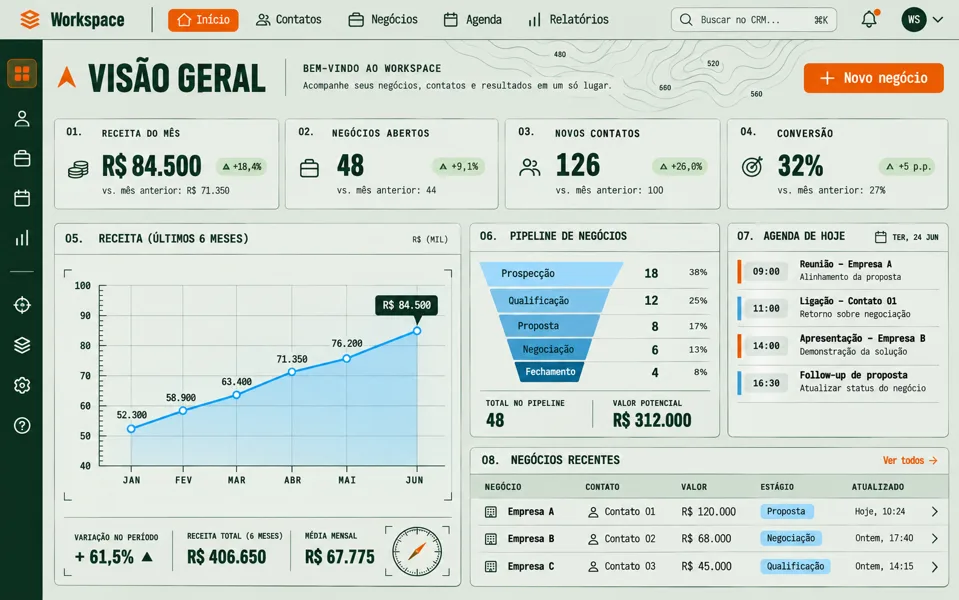 Workspace
Início
Contatos
Negócios
Agenda
Relatórios
Buscar no CRM...
⌘K
WS
VISÃO GERAL
BEM-VINDO AO WORKSPACE
Acompanhe seus negócios, contatos e resultados em um só lugar.
480
520
660
560
+ Novo negócio
01. RECEITA DO MÊS
R$ 84.500
▲ +18,4%
vs. mês anterior: R$ 71.350
02. NEGÓCIOS ABERTOS
48
▲ +9,1%
vs. mês anterior: 44
03. NOVOS CONTATOS
126
▲ +26,0%
vs. mês anterior: 100
04. CONVERSÃO
32%
▲ +5 p.p.
vs. mês anterior: 27%
05. RECEITA (ÚLTIMOS 6 MESES)
R$ (MIL)
100
90
80
70
60
50
40
52.300
58.900
63.400
71.350
76.200
R$ 84.500
JAN
FEV
MAR
ABR
MAI
JUN
VARIAÇÃO NO PERÍODO
+ 61,5% ▲
RECEITA TOTAL (6 MESES)
R$ 406.650
MÉDIA MENSAL
R$ 67.775
06. PIPELINE DE NEGÓCIOS
Prospecção 18 38%
Qualificação 12 25%
Proposta 8 17%
Negociação 6 13%
Fechamento 4 8%
TOTAL NO PIPELINE
48
VALOR POTENCIAL
R$ 312.000
07. AGENDA DE HOJE
TER, 24 JUN
09:00
Reunião – Empresa A
Alinhamento da proposta
11:00
Ligação – Contato 01
Retorno sobre negociação
14:00
Apresentação – Empresa B
Demonstração da solução
16:30
Follow-up de proposta
Atualizar status do negócio
08. NEGÓCIOS RECENTES
Ver todos →
NEGÓCIO CONTATO VALOR ESTÁGIO ATUALIZADO
Empresa A Contato 01 R$ 120.000 Proposta Hoje, 10:24
Empresa B Contato 02 R$ 68.000 Negociação Ontem, 17:40
Empresa C Contato 03 R$ 45.000 Qualificação Ontem, 14:15